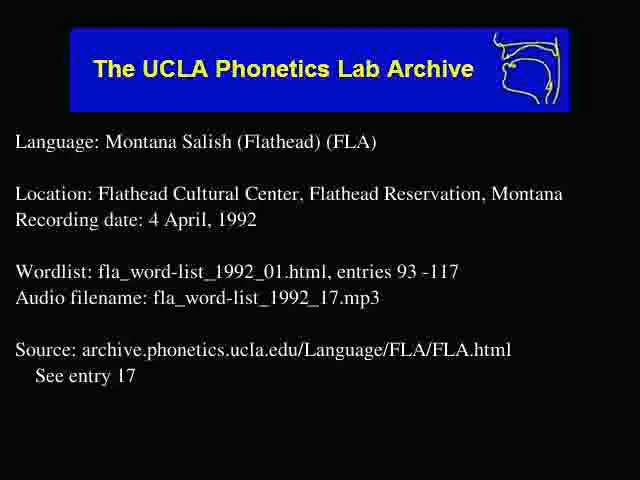 The UCLA Phonetics Lab Archive
Language: Montana Salish (Flathead) (FLA)
Location: Flathead Cultural Center, Flathead Reservation, Montana
Recording date: 4 April, 1992
Wordlist: fla_word-list_1992_01.html, entries 93 -117
Audio filename: fla_word-list_1992_17.mp3
Source: archive.phonetics.ucla.edu/Language/FLA/FLA.html
See entry 17